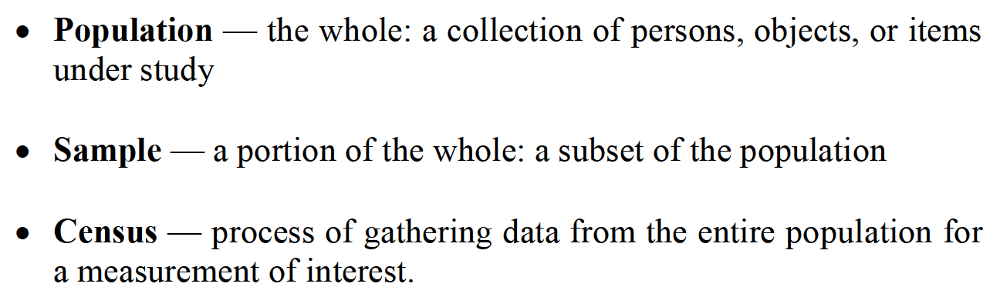 • Population — the whole: a collection of persons, objects, or items
under study
• Sample — a portion of the whole: a subset of the population
• Census — process of gathering data from the entire population for
a measurement of interest.